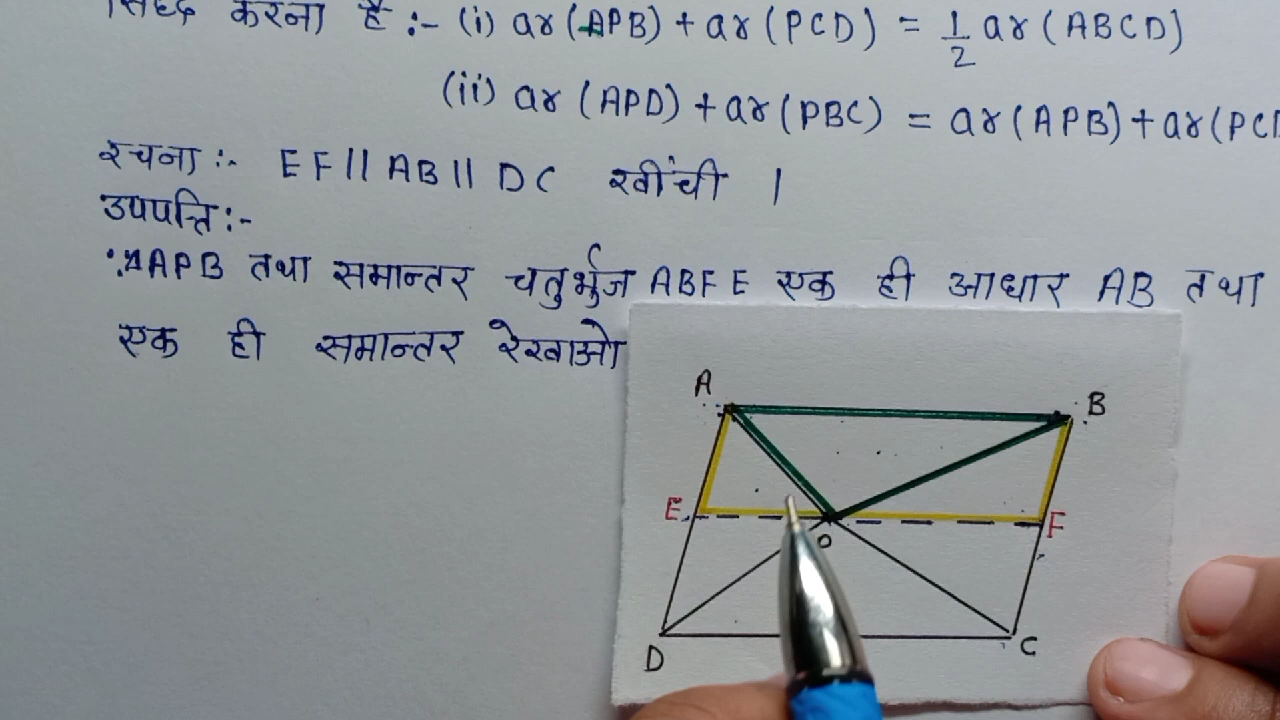 सिद्ध करना है :- (i) ar(APB) + ar(PCD) = 1/2 ar(ABCD)
(ii) ar(APD) + ar(PBC) = ar(APB) + ar(PCD
रचना :- EF || AB || DC खींची |
उपपत्ति :-
∵ ΔAPB तथा समान्तर चतुर्भुज ABFE एक ही आधार AB तथा
एक ही समान्तर रेखाओ
A
B
E
F
D
C